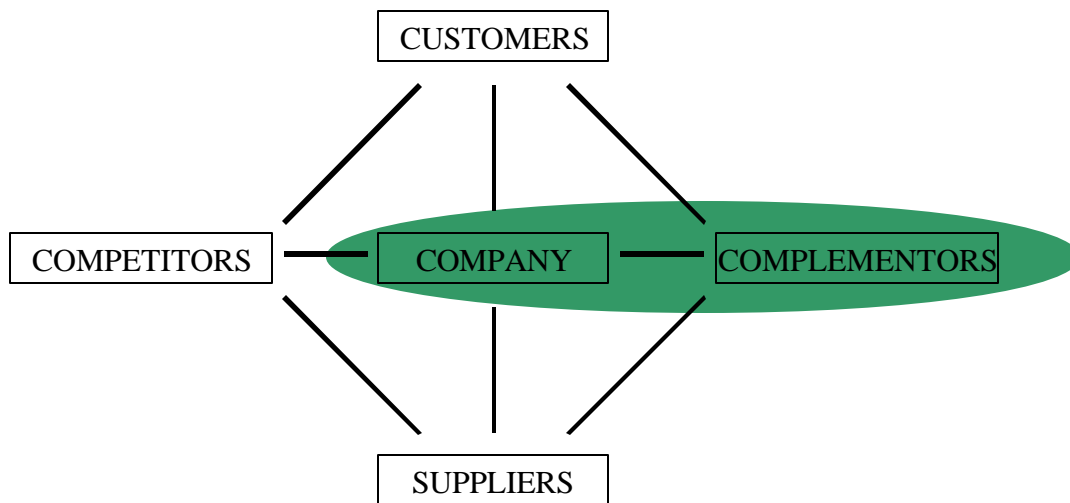 CUSTOMERS
COMPETITORS
COMPANY
COMPLEMENTORS
SUPPLIERS